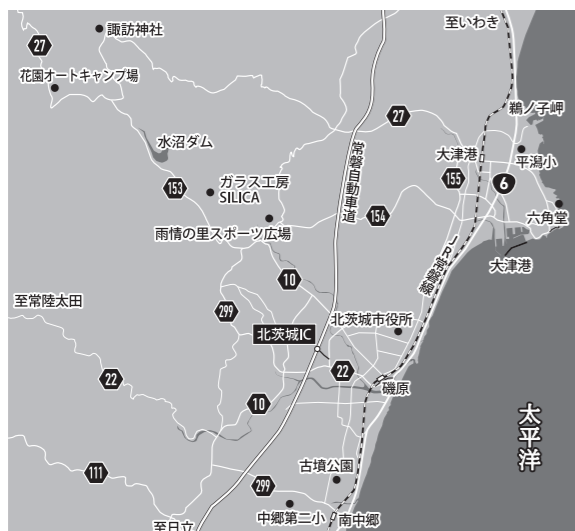 諏訪神社
至いわき
27
花園オートキャンプ場
鵜ノ子岬
27
水沼ダム
大津港
平潟小
常磐自動車道
153
ガラス工房
SILICA
155
6
六角堂
雨情の里スポーツ広場
154
大津港
JR常磐線
10
至常陸太田
299
北茨城市役所
北茨城IC
22
22
磯原
10
太平洋
古墳公園
111
299
中郷第二小
南中郷
至日立